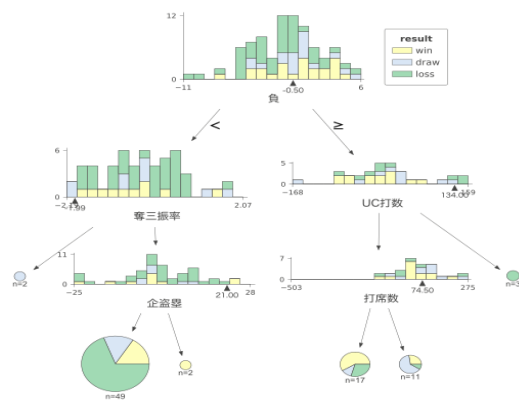 12
0
-11
-0.50
6
負
result
win
draw
loss
<
≥
6
0
-1.99
2.07
奪三振率
5
0
-168
134.00
159
UC打数
n=2
11
0
-25
21.00
28
企盗塁
7
0
-503
74.50
275
打席数
n=3
n=49
n=2
n=17
n=11